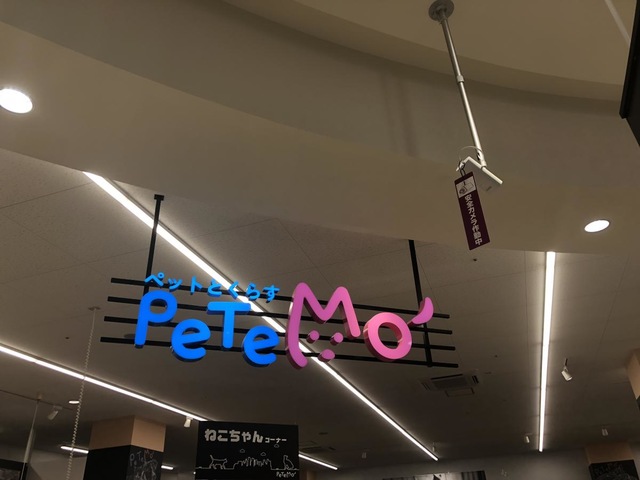 安全カメラ作動中
ペットとくらす
PeTeMo
ねこちゃんコーナー
PeTeMo